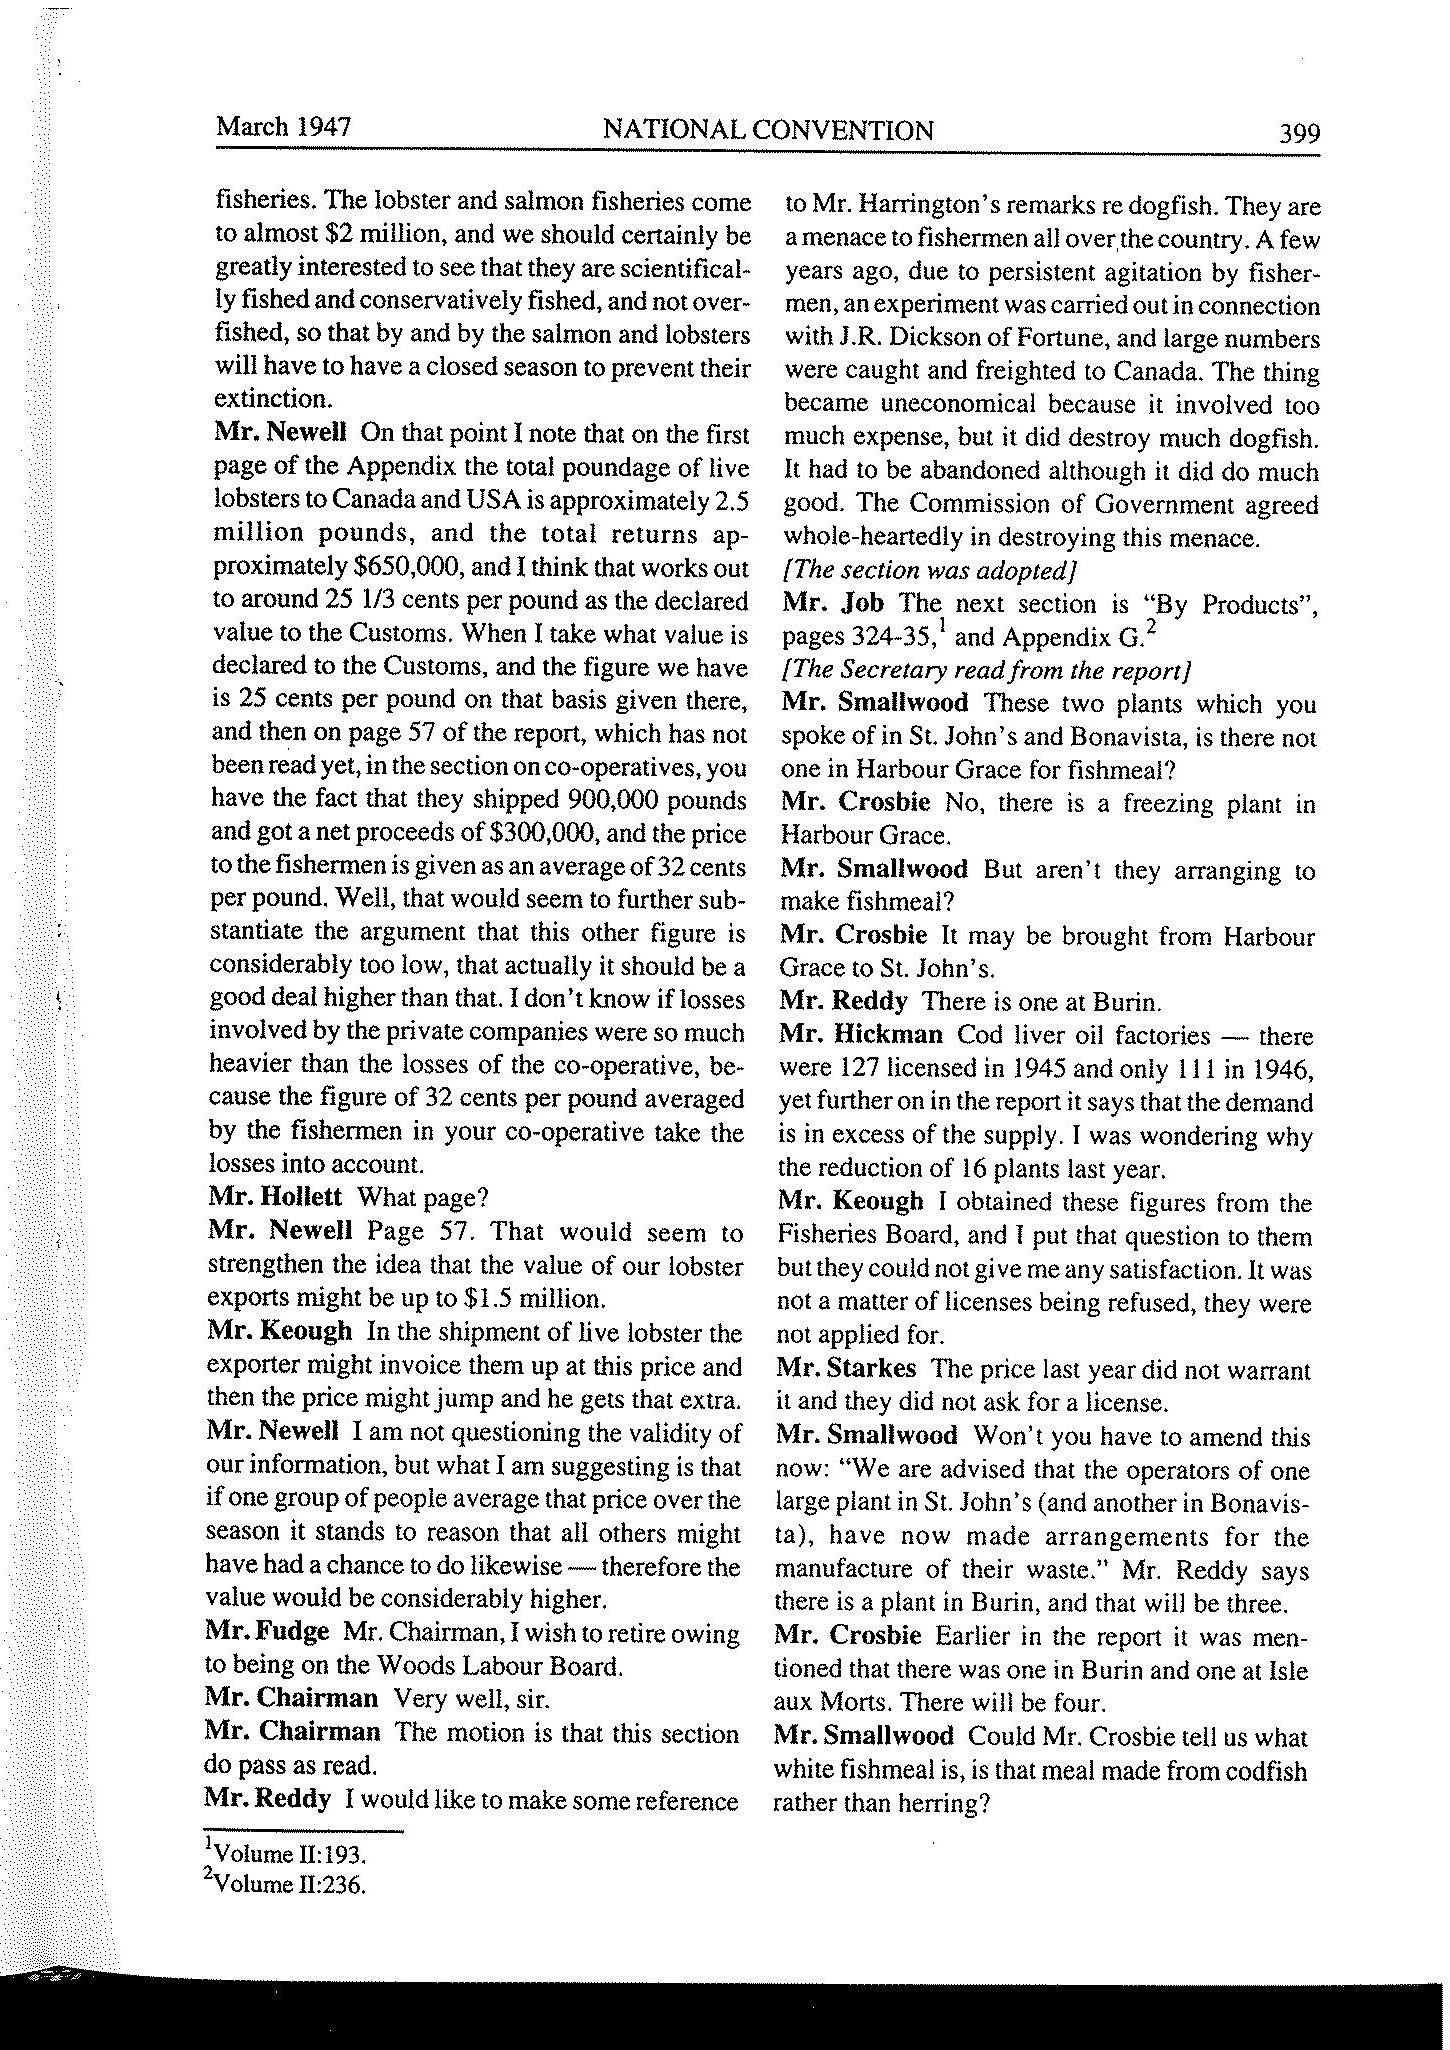 March 1947 NATIONAL CONVENTION 399
fisheries. The lobster and salmon fisheries come
to almost $2 million, and we should certainly be
greatly interested to see that they are scientifical-
ly fished and conservatively fished, and not over-
fished, so that by and by the salmon and lobsters
will have to have a closed season to prevent their
extinction.
Mr. Newell On that point I note that on the first
page of the Appendix the total poundage of live
lobsters to Canada and USA is approximately 2.5
million pounds, and the total returns ap-
proximately $650,000, and I think that works out
to around 25 1/3 cents per pound as the declared
value to the Customs. When I take what value is
declared to the Customs, and the figure we have
is 25 cents per pound on that basis given there,
and then on page 57 of the report, which has not
been read yet, in the section on co-operatives, you
have the fact that they shipped 900,000 pounds
and got a net proceeds of $300,000, and the price
to the fishermen is given as an average of 32 cents
per pound. Well, that would seem to further sub-
stantiate the argument that this other figure is
considerably too low, that actually it should be a
good deal higher than that. I don't know if losses
involved by the private companies were so much
heavier than the losses of the co-operative, be-
cause the figure of 32 cents per pound averaged
by the fishermen in your co-operative take the
losses into account.
Mr. Hollett What page?
Mr. Newell Page 57. That would seem to
strengthen the idea that the value of our lobster
exports might be up to $1.5 million.
Mr. Keough In the shipment of live lobster the
exporter might invoice them up at this price and
then the price might jump and he gets that extra.
Mr. Newell I am not questioning the validity of
our information, but what I am suggesting is that
if one group of people average that price over the
season it stands to reason that all others might
have had a chance to do likewise — therefore the
value would be considerably higher.
Mr. Fudge Mr. Chairman, I wish to retire owing
to being on the Woods Labour Board.
Mr. Chairman Very well, sir.
Mr. Chairman The motion is that this section
do pass as read.
Mr. Reddy I would like to make some reference
to Mr. Harrington's remarks re dogfish. They are
a menace to fishermen all over the country. A few
years ago, due to persistent agitation by fisher-
men, an experiment was carried out in connection
with J.R. Dickson of Fortune, and large numbers
were caught and freighted to Canada. The thing
became uneconomical because it involved too
much expense, but it did destroy much dogfish.
It had to be abandoned although it did do much
good. The Commission of Government agreed
whole-heartedly in destroying this menace.
[The section was adopted]
Mr. Job The next section is “By Products”,
pages 324-35,1 and Appendix G.2
[The Secretary read from the report]
Mr. Smallwood These two plants which you
spoke of in St. John's and Bonavista, is there not
one in Harbour Grace for fishmeal?
Mr. Crosbie No, there is a freezing plant in
Harbour Grace.
Mr. Smallwood But aren't they arranging to
make fishmeal?
Mr. Crosbie It may be brought from Harbour
Grace to St. John's.
Mr. Reddy There is one at Burin.
Mr. Hickman Cod liver oil factories — there
were 127 licensed in 1945 and only 111 in 1946,
yet further on in the report it says that the demand
is in excess of the supply. I was wondering why
the reduction of 16 plants last year.
Mr. Keough I obtained these figures from the
Fisheries Board, and I put that question to them
but they could not give me any satisfaction. It was
not a matter of licenses being refused, they were
not applied for.
Mr. Starkes The price last year did not warrant
it and they did not ask for a license.
Mr. Smallwood Won't you have to amend this
now: “We are advised that the operators of one
large plant in St. John's (and another in Bonavis-
ta), have now made arrangements for the
manufacture of their waste.” Mr. Reddy says
there is a plant in Burin, and that will be three.
Mr. Crosbie Earlier in the report it was men-
tioned that there was one in Burin and one at Isle
aux Morts. There will be four.
Mr. Smallwood Could Mr. Crosbie tell us what
white fishmeal is, is that meal made from codfish
rather than herring?
1Volume II:193.
2Volume II:236.